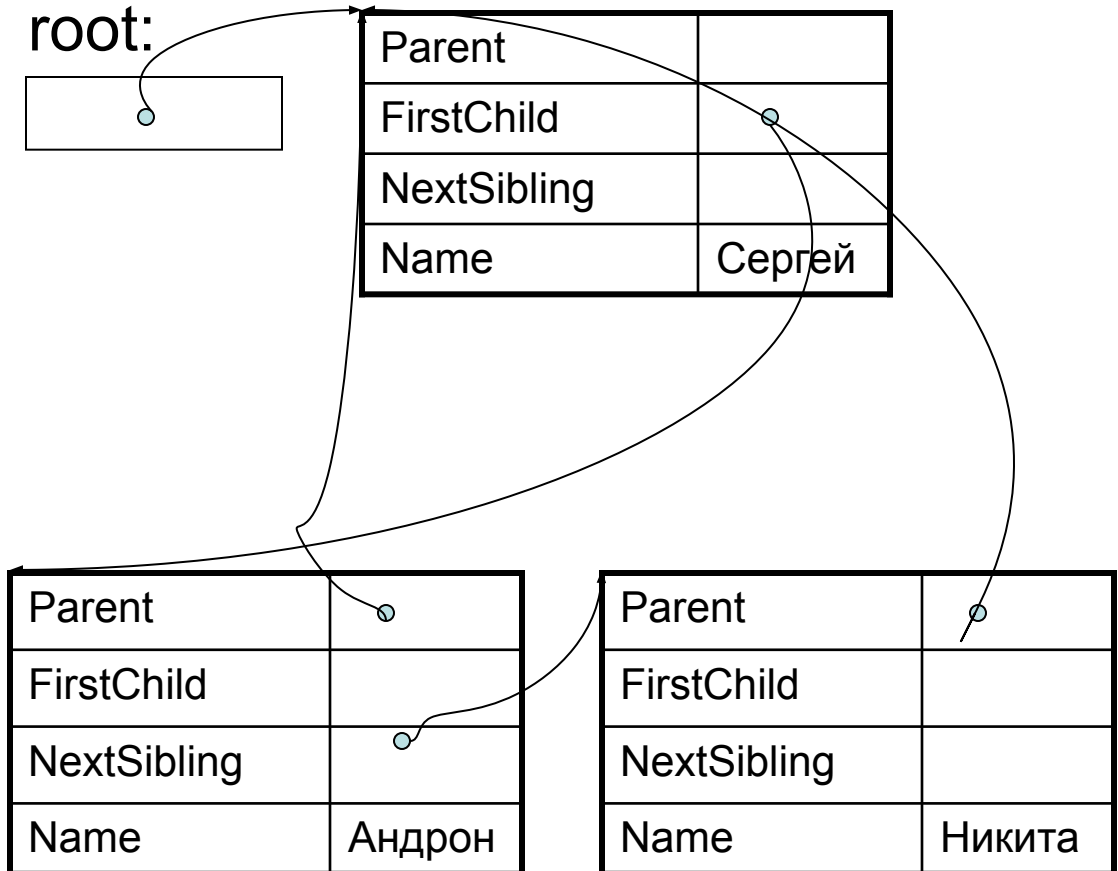 root:
Parent
FirstChild
NextSibling
Name Сергей
Parent
FirstChild
NextSibling
Name Андрон
Parent
FirstChild
NextSibling
Name Никита